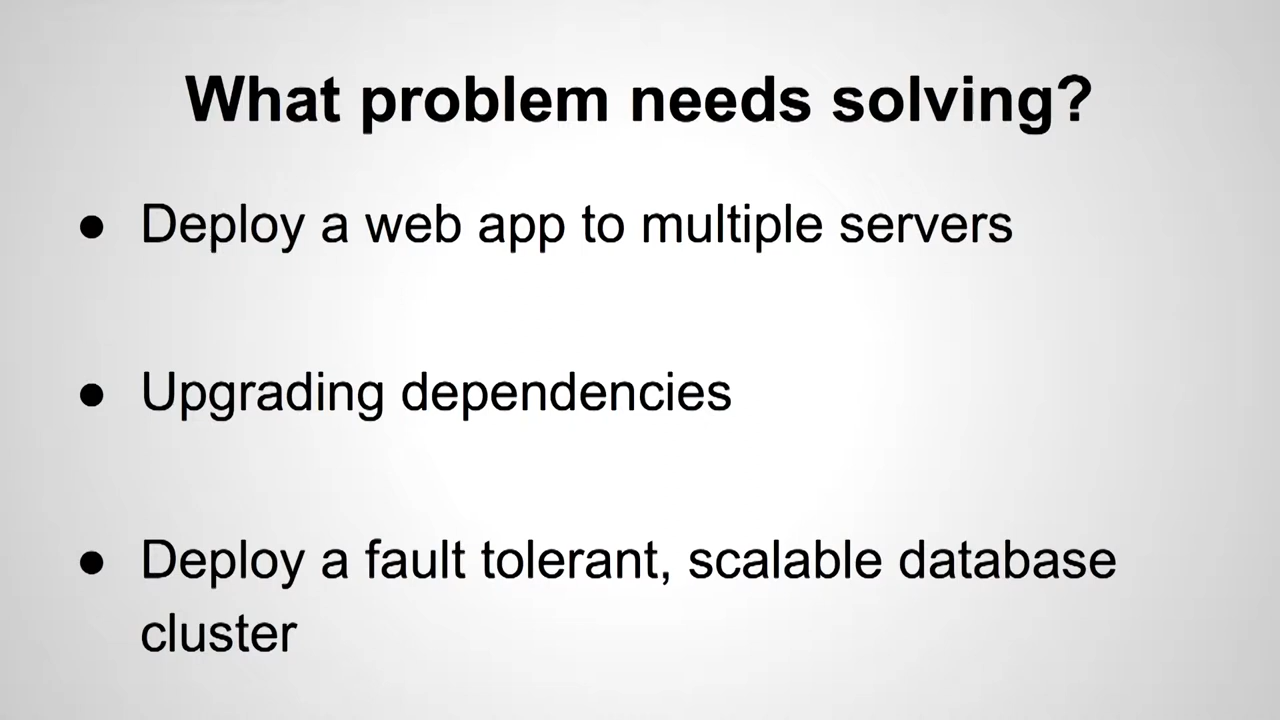 What problem needs solving?
● Deploy a web app to multiple servers
● Upgrading dependencies
● Deploy a fault tolerant, scalable database
cluster